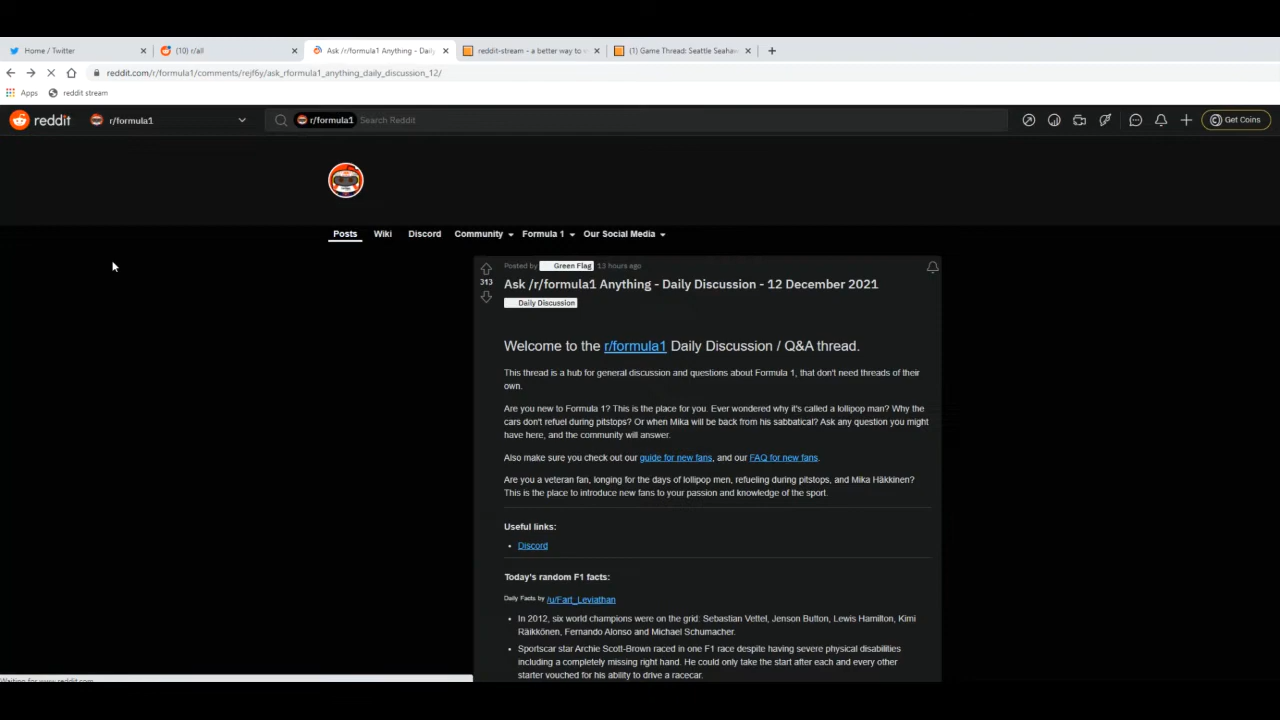 Home / Twitter
(10) r/all
Ask /r/formula1 Anything - Daily
reddit-stream - a better way to
(1) Game Thread: Seattle Seahaw
reddit.com/r/formula1/comments/rejf6y/ask_rformula1_anything_daily_discussion_12/
Apps reddit stream
reddit r/formula1 r/formula1 Search Reddit Get Coins
Posts Wiki Discord Community Formula 1 Our Social Media
Posted by Green Flag 13 hours ago
313
Ask /r/formula1 Anything - Daily Discussion - 12 December 2021
Daily Discussion
Welcome to the r/formula1 Daily Discussion / Q&A thread.
This thread is a hub for general discussion and questions about Formula 1, that don't need threads of their
own.
Are you new to Formula 1? This is the place for you. Ever wondered why it's called a lollipop man? Why the
cars don't refuel during pitstops? Or when Mika will be back from his sabbatical? Ask any question you might
have here, and the community will answer.
Also make sure you check out our guide for new fans, and our FAQ for new fans.
Are you a veteran fan, longing for the days of lollipop men, refueling during pitstops, and Mika Häkkinen?
This is the place to introduce new fans to your passion and knowledge of the sport.
Useful links:
• Discord
Today's random F1 facts:
Daily Facts by /u/Fart_Leviathan
• In 2012, six world champions were on the grid: Sebastian Vettel, Jenson Button, Lewis Hamilton, Kimi
Räikkönen, Fernando Alonso and Michael Schumacher.
• Sportscar star Archie Scott-Brown raced in one F1 race despite having severe physical disabilities
including a completely missing right hand. He could only take the start after each and every other
starter vouched for his ability to drive a racecar.
Waiting for www.reddit.com